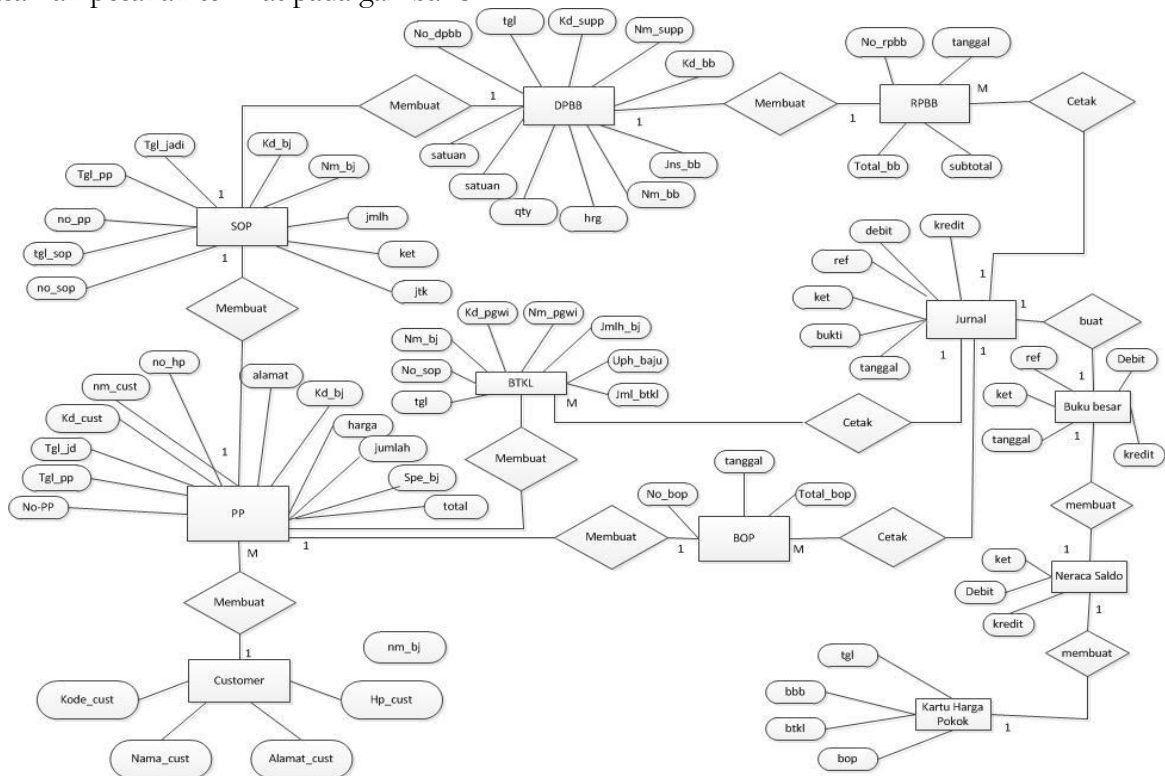 No_dpbb
tgl
Kd_supp
Nm_supp
Kd_bb
No_rpbb
tanggal
Membuat
1
DPBB
1
Membuat
1
RPBB
M
Cetak
satuan
satuan
qty
hrg
Nm_bb
Jns_bb
Total_bb
subtotal
Tgl_jadi
Kd_bj
Tgl_pp
Nm_bj
1
no_pp
SOP
jmlh
tgl_sop
ket
no_sop
1
jtk
Membuat
debit
kredit
ref
ket
bukti
tanggal
1
Jurnal
1
1
1
buat
Kd_pgwi
Nm_pgwi
Nm_bj
Jmlh_bj
No_sop
BTKL
Uph_baju
tgl
M
Jml_btkl
Cetak
Membuat
ref
Debit
1
ket
Buku besar
tanggal
1
kredit
no_hp
nm_cust
alamat
Kd_cust
Kd_bj
Tgl_jd
1
harga
Tgl_pp
jumlah
No-PP
PP
Spe_bj
total
M
1
Membuat
1
No_bop
tanggal
Total_bop
BOP
M
Cetak
membuat
1
ket
Neraca Saldo
Debit
kredit
1
membuat
Membuat
1
nm_bj
Customer
Kode_cust
Hp_cust
Nama_cust
Alamat_cust
tgl
bbb
Kartu Harga
Pokok
btkl
1
bop